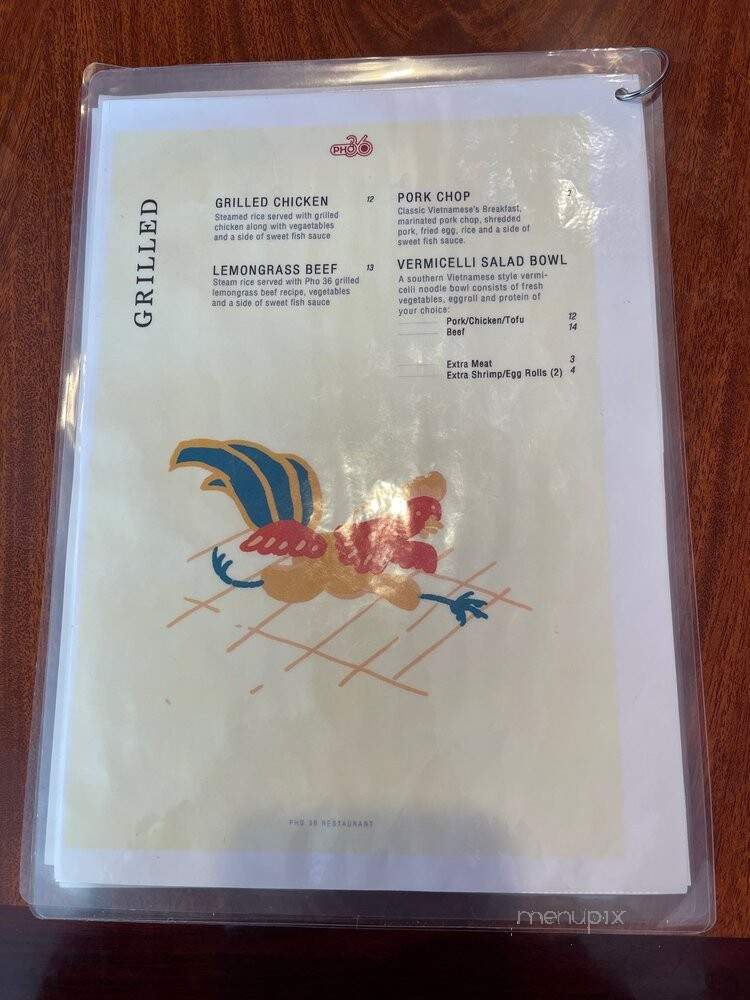 PHO 36
GRILLED
GRILLED CHICKEN 12
Steamed rice served with grilled
chicken along with vegaetables
and a side of sweet fish sauce
LEMONGRASS BEEF 13
Steam rice served with Pho 36 grilled
lemongrass beef recipe, vegetables
and a side of sweet fish sauce
PORK CHOP
Classic Vietnamese's Breakfast,
marinated pork chop, shredded
pork, fried egg, rice and a side of
sweet fish sauce.
VERMICELLI SALAD BOWL
A southern Vietnamese style vermi-
celli noodle bowl consists of fresh
vegetables, eggroll and protein of
your choice:
Pork/Chicken/Tofu 12
Beef 14
Extra Meat 3
Extra Shrimp/Egg Rolls (2) 4
PHO 36 RESTAURANT
menupix